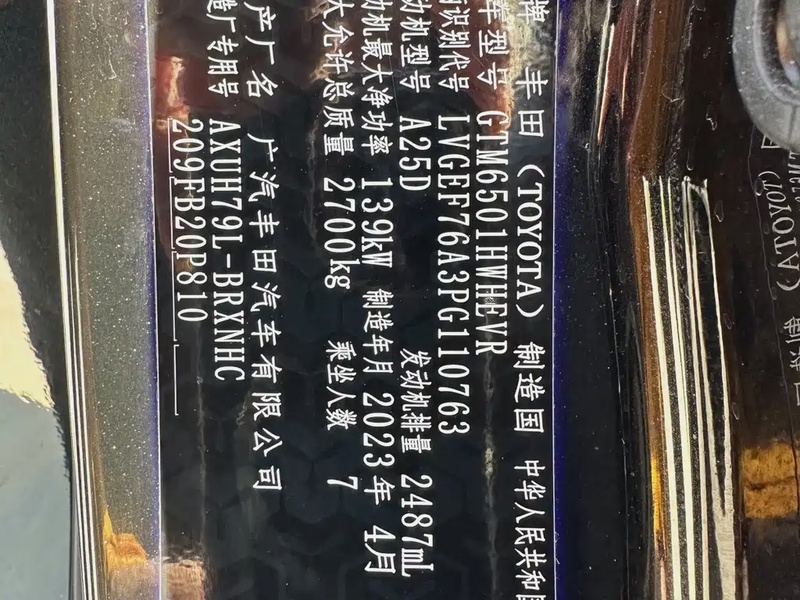 牌 丰田(TOYOTA) 制造国 中华人民共和国
车型号 GTM6501HWHEVR
识别代号 LVGEF76A3PG110763
动机型号 A25D 发动机排量 2487mL
动机最大净功率 139kW 制造年月 2023年 4月
大允许总质量 2700kg 乘坐人数 7
产厂名 广汽丰田汽车有限公司
造厂专用号 AXUH79L-BRXNHC
209FB20P810